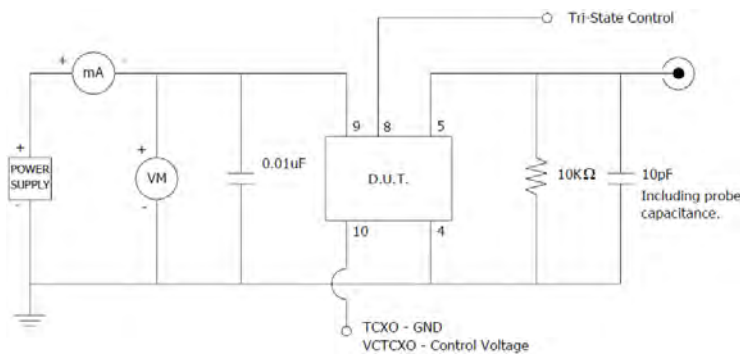 Tri-State Control
+ mA -
9 8 5
+
POWER
SUPPLY
-
+
VM
-
0.01uF
D.U.T.
10KΩ
10pF
Including probe
capacitance.
10 4
TCXO - GND
VCTCXO - Control Voltage